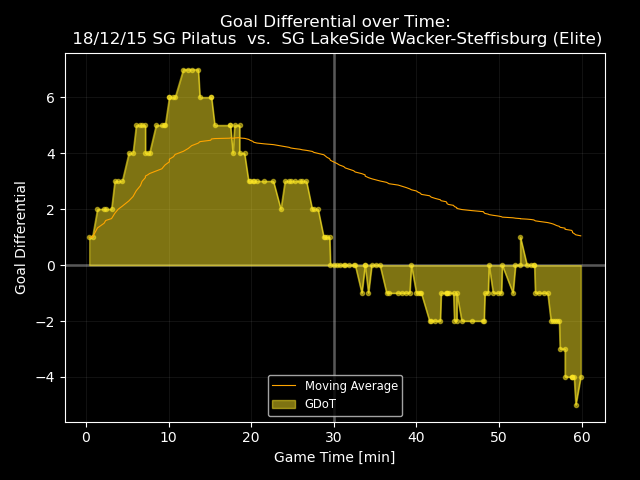 Goal Differential over Time:
18/12/15 SG Pilatus  vs.  SG LakeSide Wacker-Steffisburg (Elite)
Goal Differential
6
4
2
0
−2
−4
0 10 20 30 40 50 60
Game Time [min]
Moving Average
GDoT